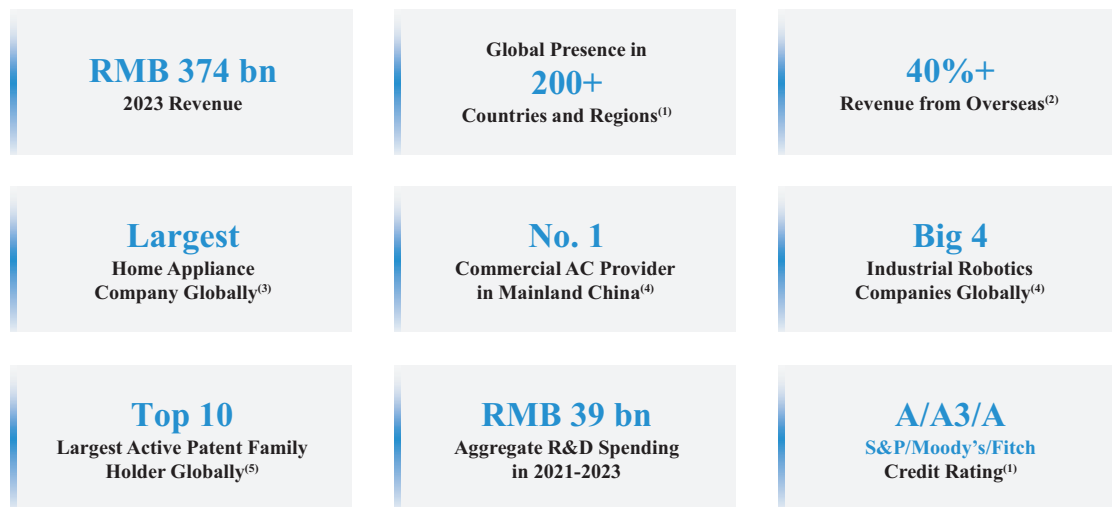 RMB 374 bn
2023 Revenue
Global Presence in
200+
Countries and Regions(1)
40%+
Revenue from Overseas(2)
Largest
Home Appliance
Company Globally(3)
No. 1
Commercial AC Provider
in Mainland China(4)
Big 4
Industrial Robotics
Companies Globally(4)
Top 10
Largest Active Patent Family
Holder Globally(5)
RMB 39 bn
Aggregate R&D Spending
in 2021-2023
A/A3/A
S&P/Moody’s/Fitch
Credit Rating(1)